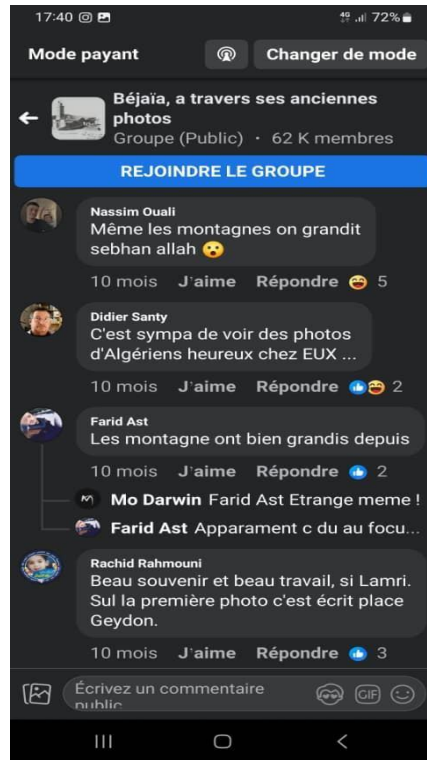 17:40
4G 72%
Mode payant Changer de mode
Béjaïa, a travers ses anciennes
photos
Groupe (Public) · 62 K membres
REJOINDRE LE GROUPE
Nassim Ouali
Même les montagnes on grandit
sebhan allah 😮
10 mois J'aime Répondre 5
Didier Santy
C'est sympa de voir des photos
d'Algériens heureux chez EUX ...
10 mois J'aime Répondre 2
Farid Ast
Les montagne ont bien grandis depuis
10 mois J'aime Répondre 2
Mo Darwin Farid Ast Etrange meme !
Farid Ast Apparament c du au focu...
Rachid Rahmouni
Beau souvenir et beau travail, si Lamri.
Sul la première photo c'est écrit place
Geydon.
10 mois J'aime Répondre 3
Écrivez un commentaire
public
GIF